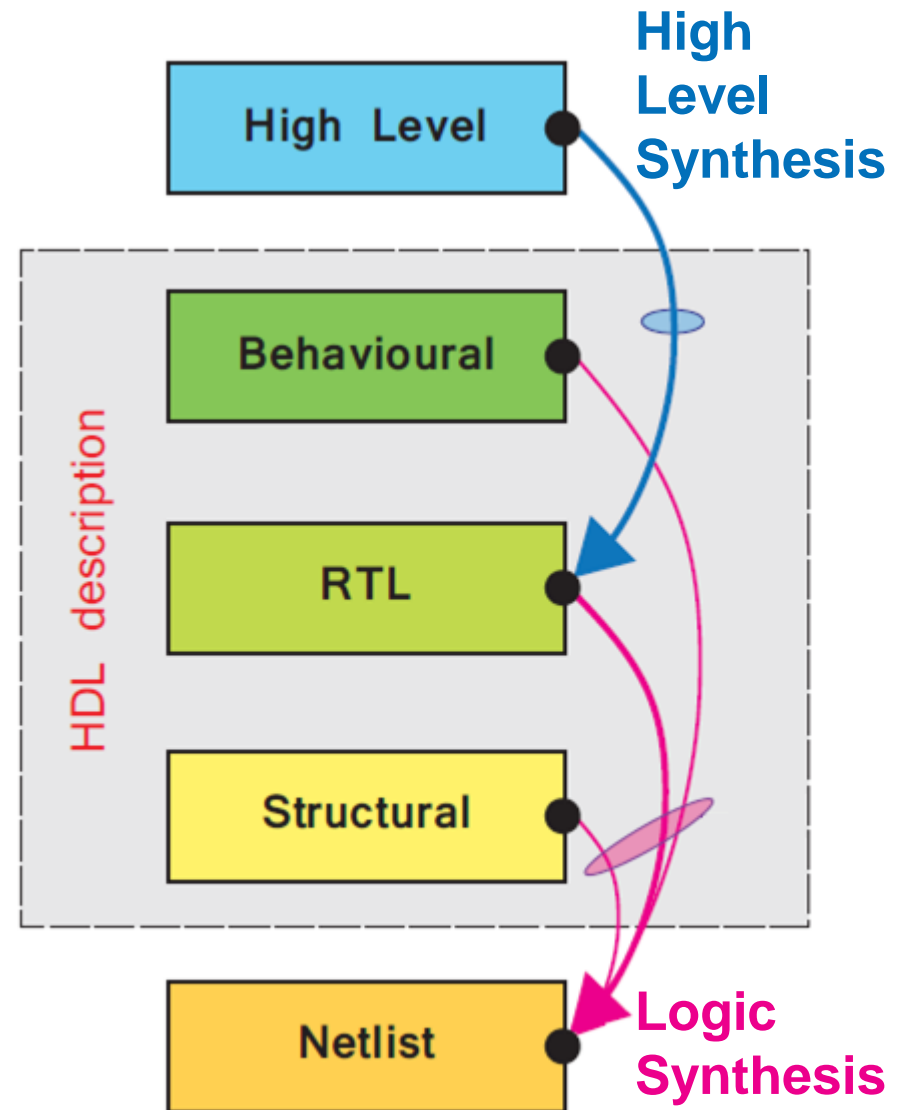 High
Level
Synthesis
High Level
Behavioural
HDL description
RTL
Structural
Netlist
Logic
Synthesis